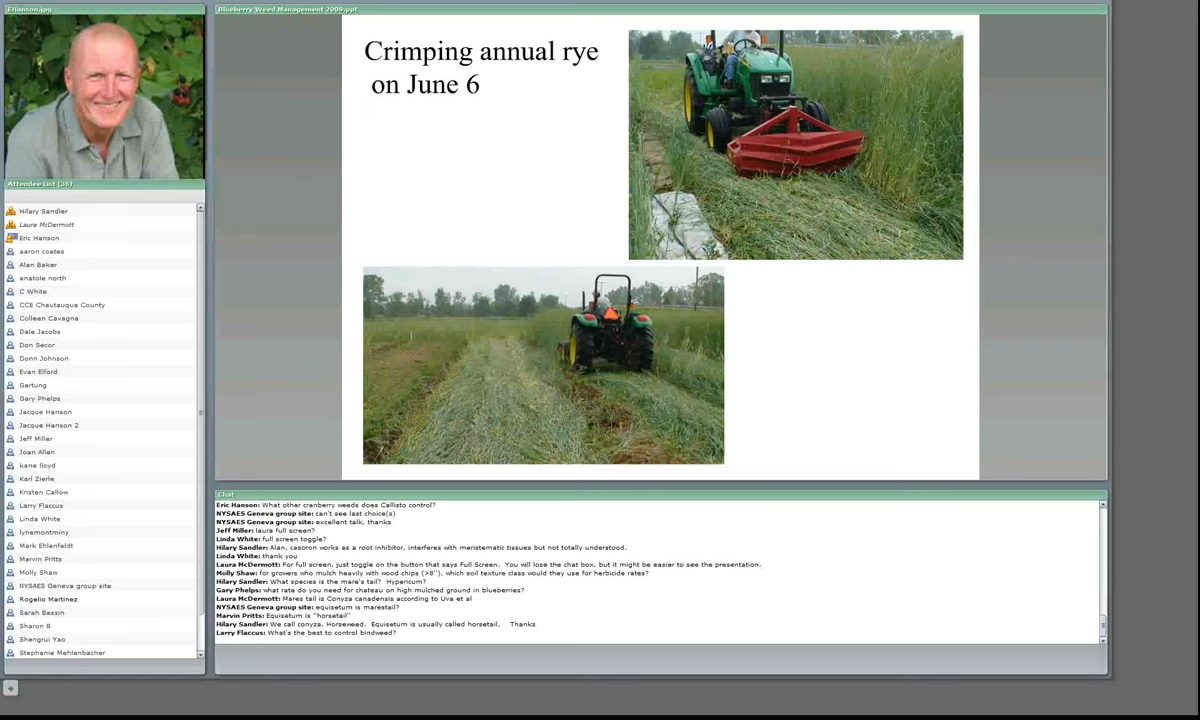 EHanson.jpg
Attendee List (36)
Hilary Sandler
Laura McDermott
Eric Hanson
aaron coates
Alan Baker
anatole north
C White
CCE Chautauqua County
Colleen Cavagna
Dale Jacobs
Don Secor
Donn Johnson
Evan Elford
Gartung
Gary Phelps
Jacque Hanson
Jacque Hanson 2
Jeff Miller
Joan Allen
kane lloyd
Karl Zierle
Kristen Callow
Larry Flaccus
Linda White
lynemontminy
Mark Ehlenfeldt
Marvin Pritts
Molly Shaw
NYSAES Geneva group site
Rogelio Martinez
Sarah Bassin
Sharon B
Shengrui Yao
Stephanie Mehlenbacher
Blueberry Weed Management 2009.ppt
Crimping annual rye
on June 6
Chat
Eric Hanson: What other cranberry weeds does Callisto control?
NYSAES Geneva group site: can't see last choice(s)
NYSAES Geneva group site: excellent talk, thanks
Jeff Miller: laura full screen?
Linda White: full screen toggle?
Hilary Sandler: Alan, casoron works as a root inhibitor, interferes with meristematic tissues but not totally understood.
Linda White: thank you
Laura McDermott: For full screen, just toggle on the button that says Full Screen. You will lose the chat box, but it might be easier to see the presentation.
Molly Shaw: for growers who mulch heavily with wood chips (>8"), which soil texture class would they use for herbicide rates?
Hilary Sandler: What species is the mare's tail? Hypericum?
Gary Phelps: what rate do you need for chateau on high mulched ground in blueberries?
Laura McDermott: Mares tail is Conyza canadensis according to Uva et al
NYSAES Geneva group site: equisetum is marestail?
Marvin Pritts: Equisetum is "horsetail"
Hilary Sandler: We call conyza, Horseweed. Equisetum is usually called horsetail. Thanks
Larry Flaccus: What's the best to control bindweed?